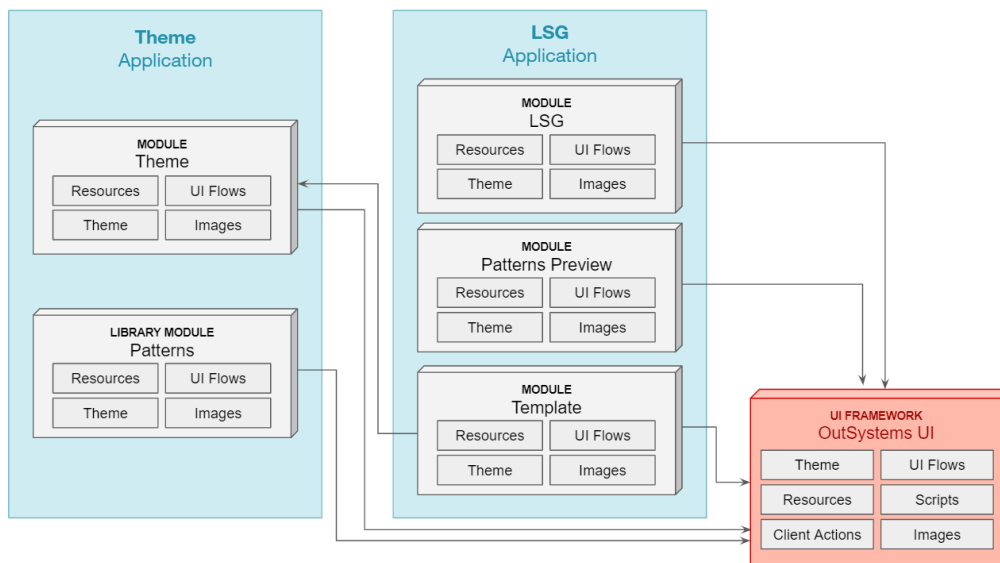 Theme
Application
MODULE
Theme
Resources
UI Flows
Theme
Images
LIBRARY MODULE
Patterns
Resources
UI Flows
Theme
Images
LSG
Application
MODULE
LSG
Resources
UI Flows
Theme
Images
MODULE
Patterns Preview
Resources
UI Flows
Theme
Images
MODULE
Template
Resources
UI Flows
Theme
Images
UI FRAMEWORK
OutSystems UI
Theme
UI Flows
Resources
Scripts
Client Actions
Images